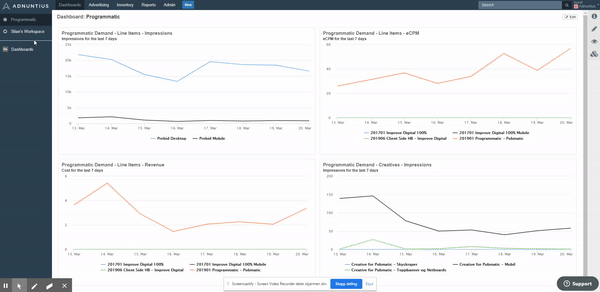 ADNUNTIUS
Dashboards Advertising Inventory Reports Admin New
Search
Adnuntius
Programmatic
Stian's Workspace
Dashboards
Dashboard: Programmatic
Edit
Programmatic Demand - Line Items - Impressions
Impressions for the last 7 days
25k
20k
15k
10k
5k
0
13. Mar 14. Mar 15. Mar 16. Mar 17. Mar 18. Mar 19. Mar 20. Mar
Prebid Desktop Prebid Mobile
Programmatic Demand - Line Items - eCPM
eCPM for the last 7 days
60
40
20
0
13. Mar 14. Mar 15. Mar 16. Mar 17. Mar 18. Mar 19. Mar 20. Mar
201701 Improve Digital 100% 201701 Improve Digital 100% Mobile
201906 Client Side HB - Improve Digital 201901 Programmatic - Pubmatic
Programmatic Demand - Line Items - Revenue
Cost for the last 7 days
4
2
0
13. Mar 14. Mar 15. Mar 16. Mar 17. Mar 18. Mar 19. Mar 20. Mar
201701 Improve Digital 100% 201701 Improve Digital 100% Mobile
201906 Client Side HB - Improve Digital 201901 Programmatic - Pubmatic
Programmatic Demand - Creatives - Impressions
Impressions for the last 7 days
200
150
100
50
0
13. Mar 14. Mar 15. Mar 16. Mar 17. Mar 18. Mar 19. Mar 20. Mar
Creative for Pubmatic - Skyskraper Creative for Pubmatic - Mobil
Creative for Pubmatic - Toppbanner og Netboards
Screencastify - Screen Video Recorder deler skjermen din
Stopp deling
Skjul
Support